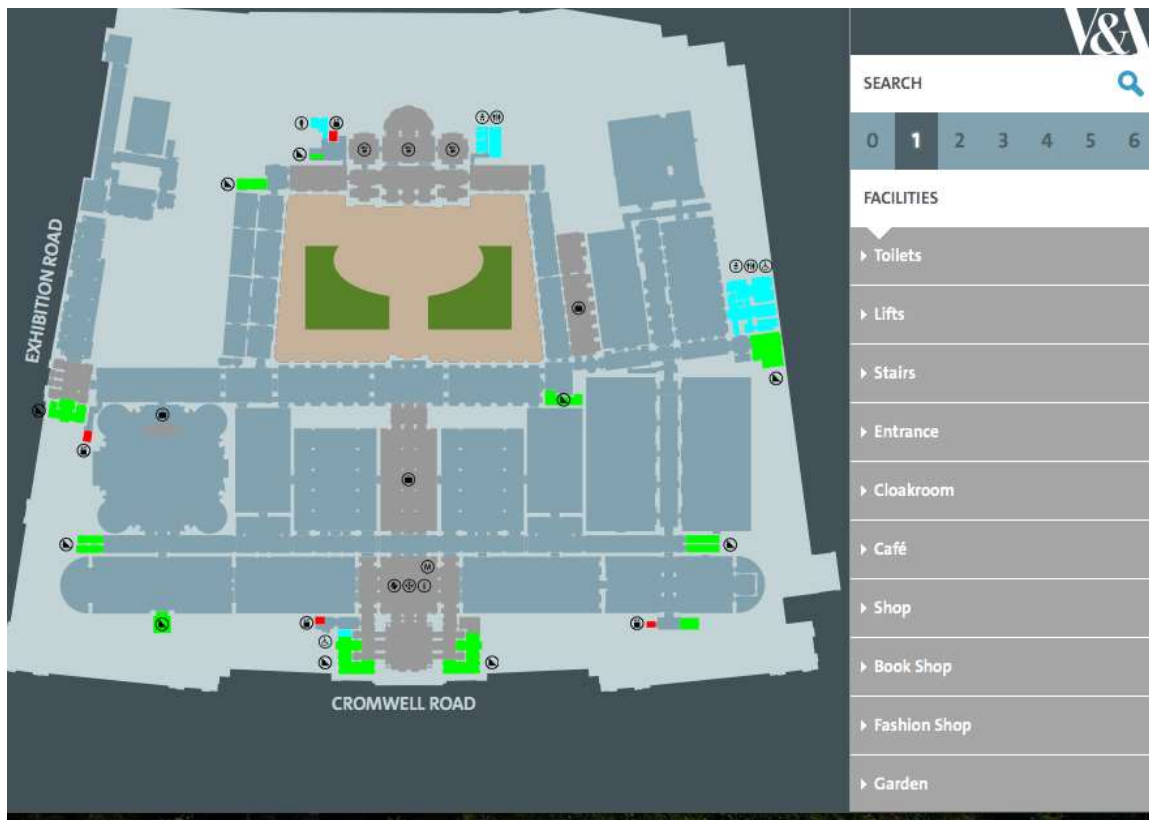 V&A
SEARCH
0 1 2 3 4 5 6
FACILITIES
Toilets
Lifts
Stairs
Entrance
Cloakroom
Café
Shop
Book Shop
Fashion Shop
Garden
EXHIBITION ROAD
M
i
CROMWELL ROAD